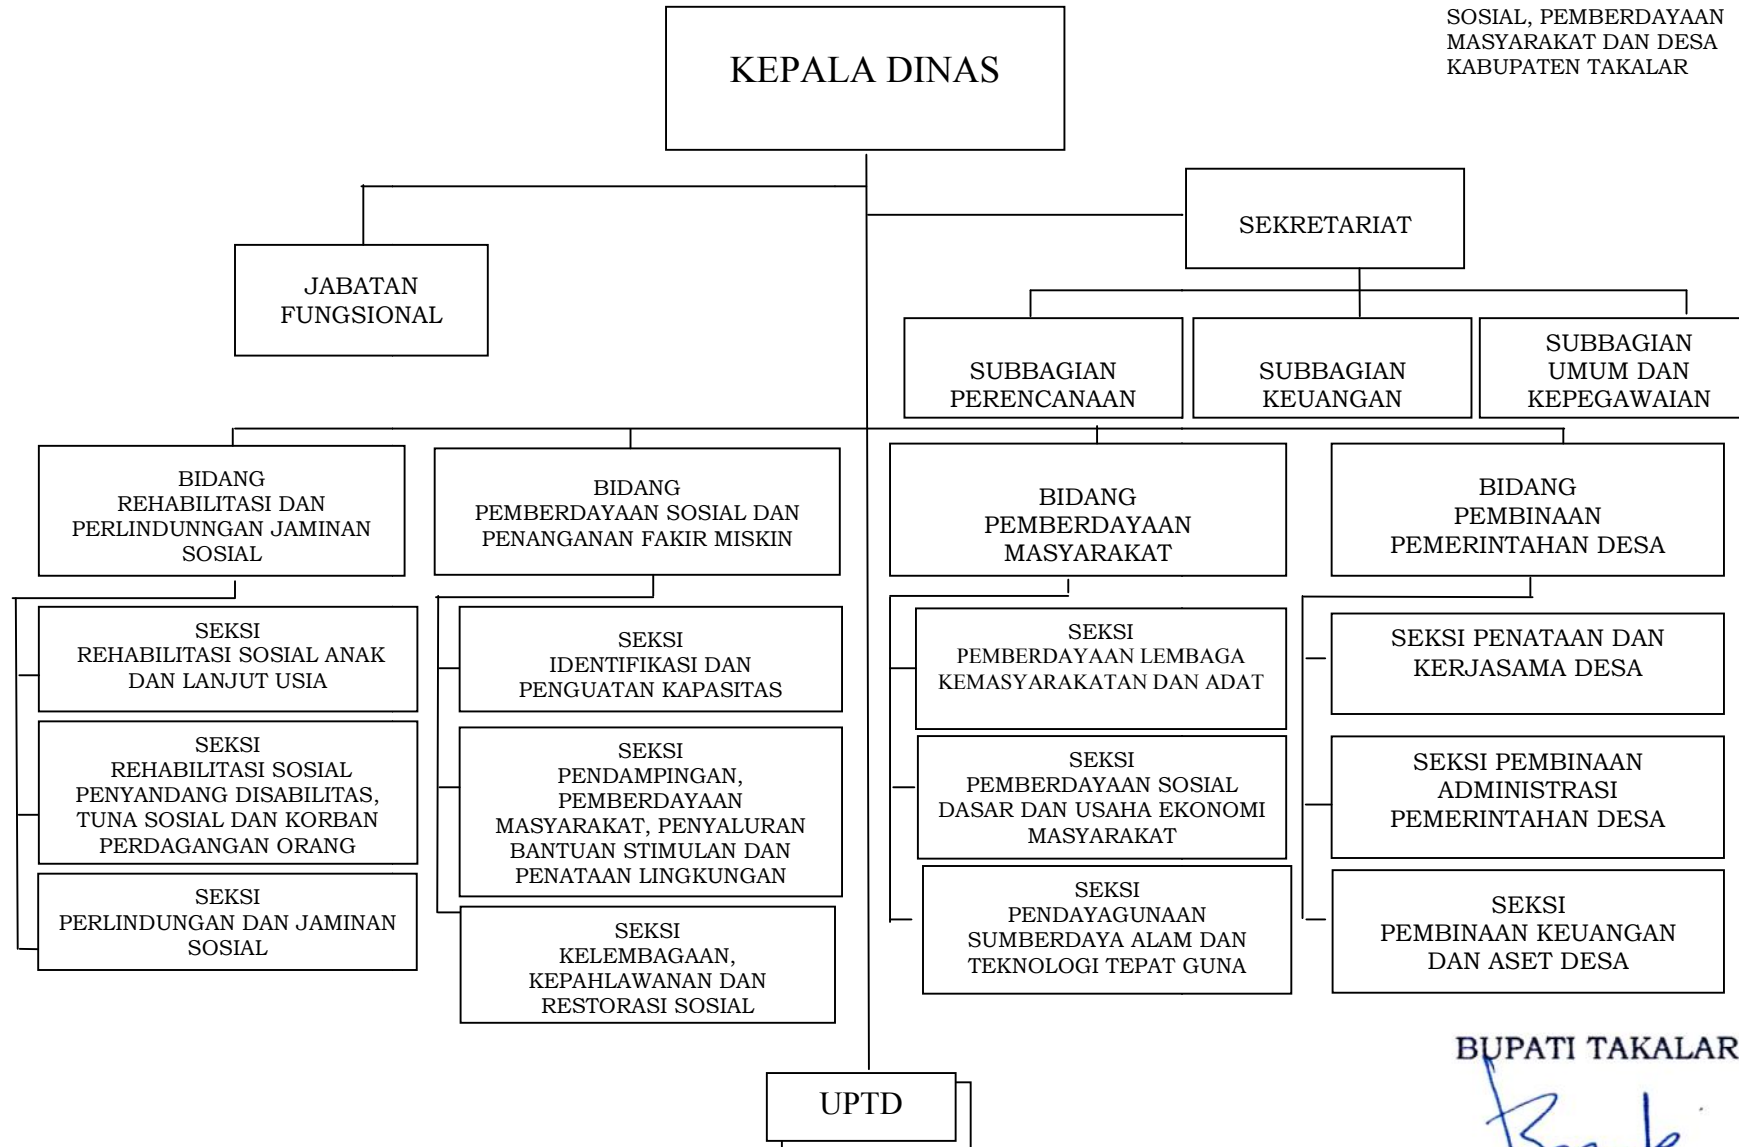 SOSIAL, PEMBERDAYAAN
MASYARAKAT DAN DESA
KABUPATEN TAKALAR
KEPALA DINAS
SEKRETARIAT
JABATAN
FUNGSIONAL
SUBBAGIAN
PERENCANAAN
SUBBAGIAN
KEUANGAN
SUBBAGIAN
UMUM DAN
KEPEGAWAIAN
BIDANG
REHABILITASI DAN
PERLINDUNNGAN JAMINAN
SOSIAL
BIDANG
PEMBERDAYAAN SOSIAL DAN
PENANGANAN FAKIR MISKIN
BIDANG
PEMBERDAYAAN
MASYARAKAT
BIDANG
PEMBINAAN
PEMERINTAHAN DESA
SEKSI
REHABILITASI SOSIAL ANAK
DAN LANJUT USIA
SEKSI
REHABILITASI SOSIAL
PENYANDANG DISABILITAS,
TUNA SOSIAL DAN KORBAN
PERDAGANGAN ORANG
SEKSI
PERLINDUNGAN DAN JAMINAN
SOSIAL
SEKSI
IDENTIFIKASI DAN
PENGUATAN KAPASITAS
SEKSI
PENDAMPINGAN,
PEMBERDAYAAN
MASYARAKAT, PENYALURAN
BANTUAN STIMULAN DAN
PENATAAN LINGKUNGAN
SEKSI
KELEMBAGAAN,
KEPAHLAWANAN DAN
RESTORASI SOSIAL
SEKSI
PEMBERDAYAAN LEMBAGA
KEMASYARAKATAN DAN ADAT
SEKSI
PEMBERDAYAAN SOSIAL
DASAR DAN USAHA EKONOMI
MASYARAKAT
SEKSI
PENDAYAGUNAAN
SUMBERDAYA ALAM DAN
TEKNOLOGI TEPAT GUNA
SEKSI PENATAAN DAN
KERJASAMA DESA
SEKSI PEMBINAAN
ADMINISTRASI
PEMERINTAHAN DESA
SEKSI
PEMBINAAN KEUANGAN
DAN ASET DESA
UPTD
BUPATI TAKALAR